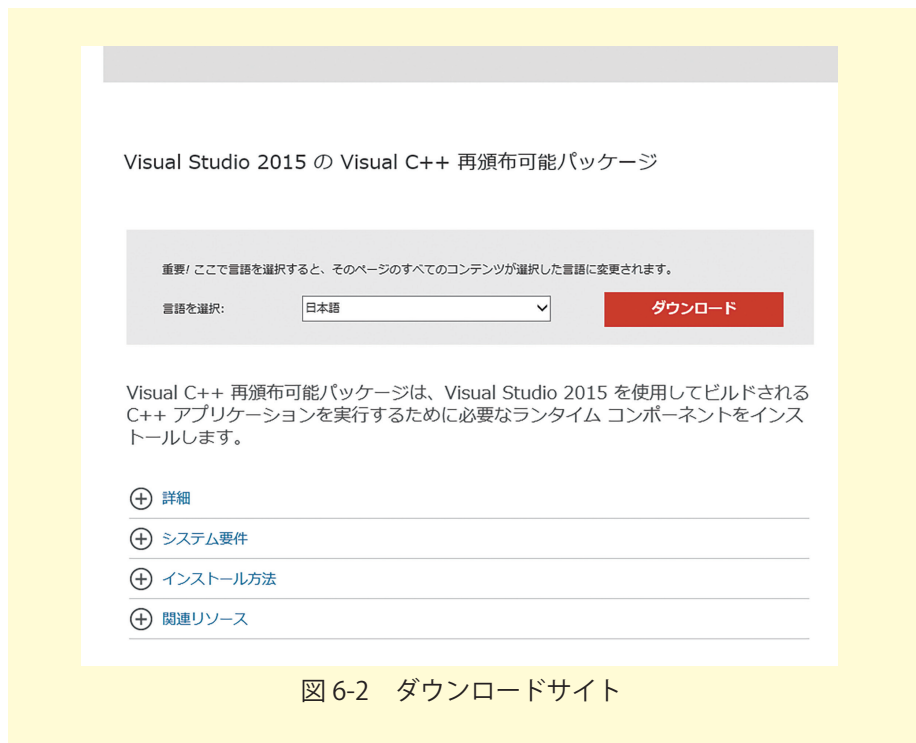 Visual Studio 2015 の Visual C++ 再頒布可能パッケージ
重要! ここで言語を選択すると、そのページのすべてのコンテンツが選択した言語に変更されます。
言語を選択: 日本語 ダウンロード
Visual C++ 再頒布可能パッケージは、Visual Studio 2015 を使用してビルドされる
C++ アプリケーションを実行するために必要なランタイム コンポーネントをインス
トールします。
詳細
システム要件
インストール方法
関連リソース
図 6-2 ダウンロードサイト